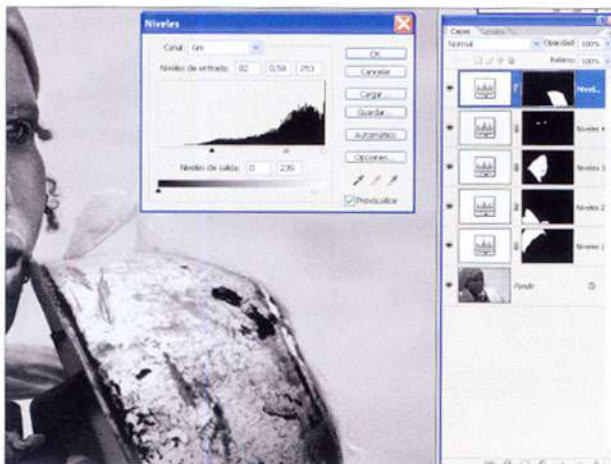 Niveles
Canal: Gris
Niveles de entrada: 82 0,58 253
Niveles de salida: 0 239
OK
Cancelar
Cargar...
Guardar...
Automático
Opciones...
Previsualizar
Capas
Normal
Opacidad: 100%
Relleno: 100%
Nivel...
Niveles 4
Niveles 3
Niveles 2
Niveles 1
Fondo